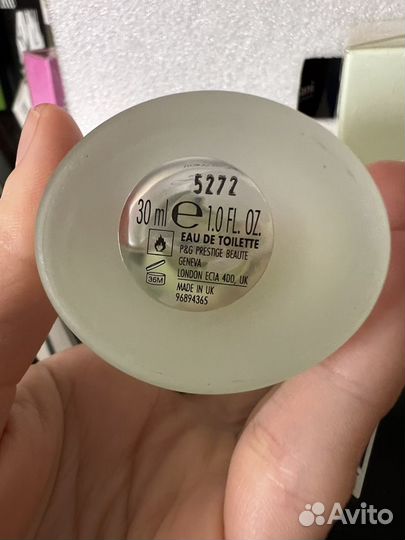 5272
30 ml e 1.0 FL. OZ.
EAU DE TOILETTE
P&G PRESTIGE BEAUTE
GENEVA
LONDON EC1A 4DD, UK
36M
MADE IN UK
96894365
Avito